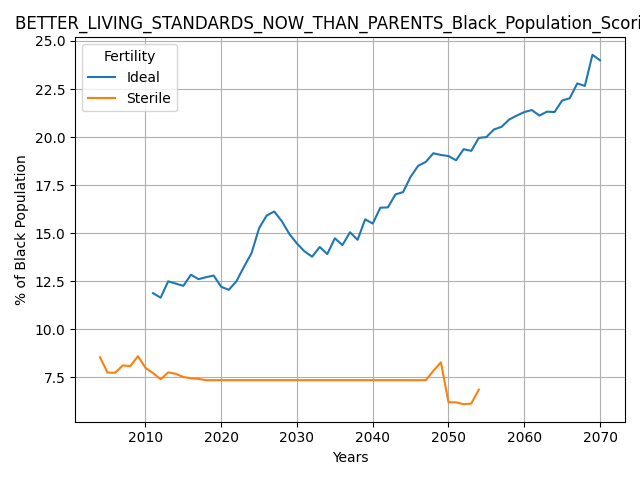 BETTER_LIVING_STANDARDS_NOW_THAN_PARENTS_Black_Population_Scori
25.0
22.5
20.0
17.5
15.0
12.5
10.0
7.5
% of Black Population
Fertility
Ideal
Sterile
2010 2020 2030 2040 2050 2060 2070
Years